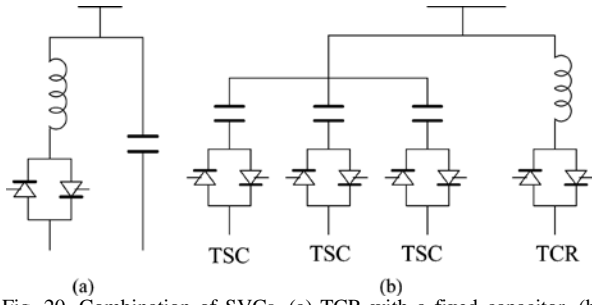 TSC TSC TSC TCR
(a) (b)
Fig. 20. Combination of SVCs. (a) TCR with a fixed capacitor. (b